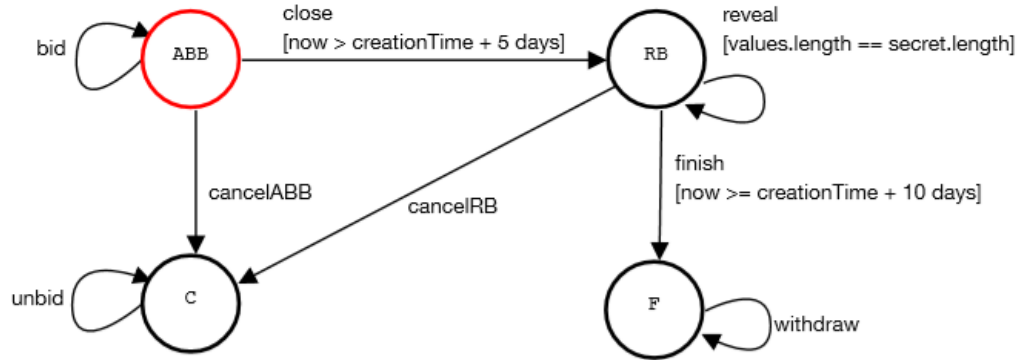 bid
ABB
close
[now > creationTime + 5 days]
RB
reveal
[values.length == secret.length]
cancelABB
cancelRB
finish
[now >= creationTime + 10 days]
unbid
C
F
withdraw